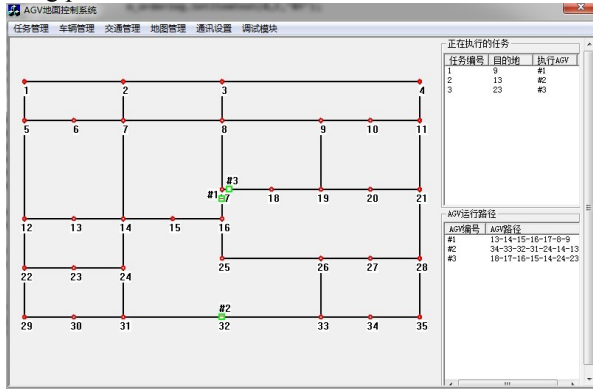 AGV地图控制系统
任务管理 车辆管理 交通管理 地图管理 通讯设置 调试模块
正在执行的任务
任务编号 目的地 执行AGV
1 9 #1
2 13 #2
3 23 #3
1 2 3 4
5 6 7 8 9 10 11
#3
#1 7 18 19 20 21
12 13 14 15 16
25 26 27 28
22 23 24
#2
29 30 31 32 33 34 35
AGV运行路径
AGV编号 AGV路径
#1 13-14-15-16-17-8-9
#2 34-33-32-31-24-14-13
#3 18-17-16-15-14-24-23